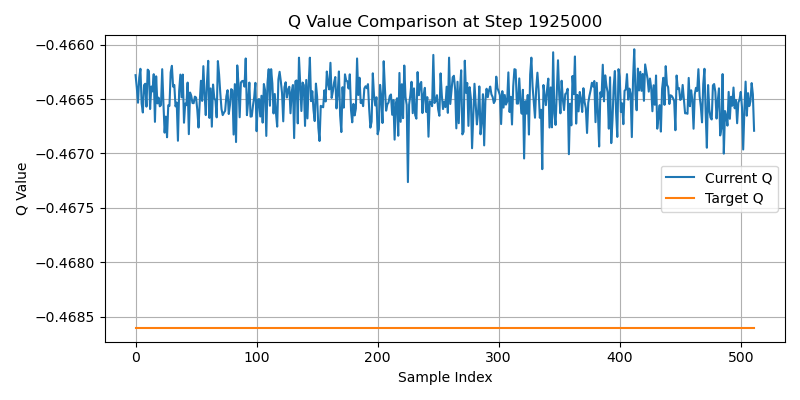 Q Value Comparison at Step 1925000
Q Value
−0.4660
−0.4665
−0.4670
−0.4675
−0.4680
−0.4685
Current Q
Target Q
0 100 200 300 400 500
Sample Index